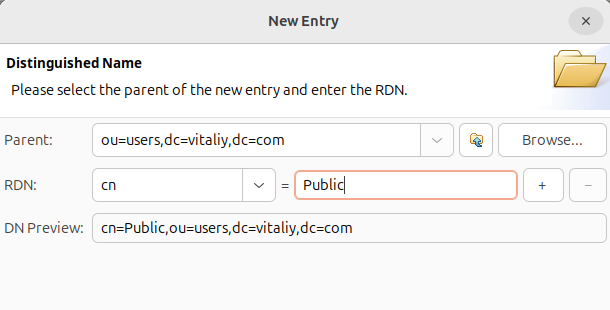 New Entry
Distinguished Name
Please select the parent of the new entry and enter the RDN.
Parent: ou=users,dc=vitaliy,dc=com Browse...
RDN: cn = Public + −
DN Preview: cn=Public,ou=users,dc=vitaliy,dc=com